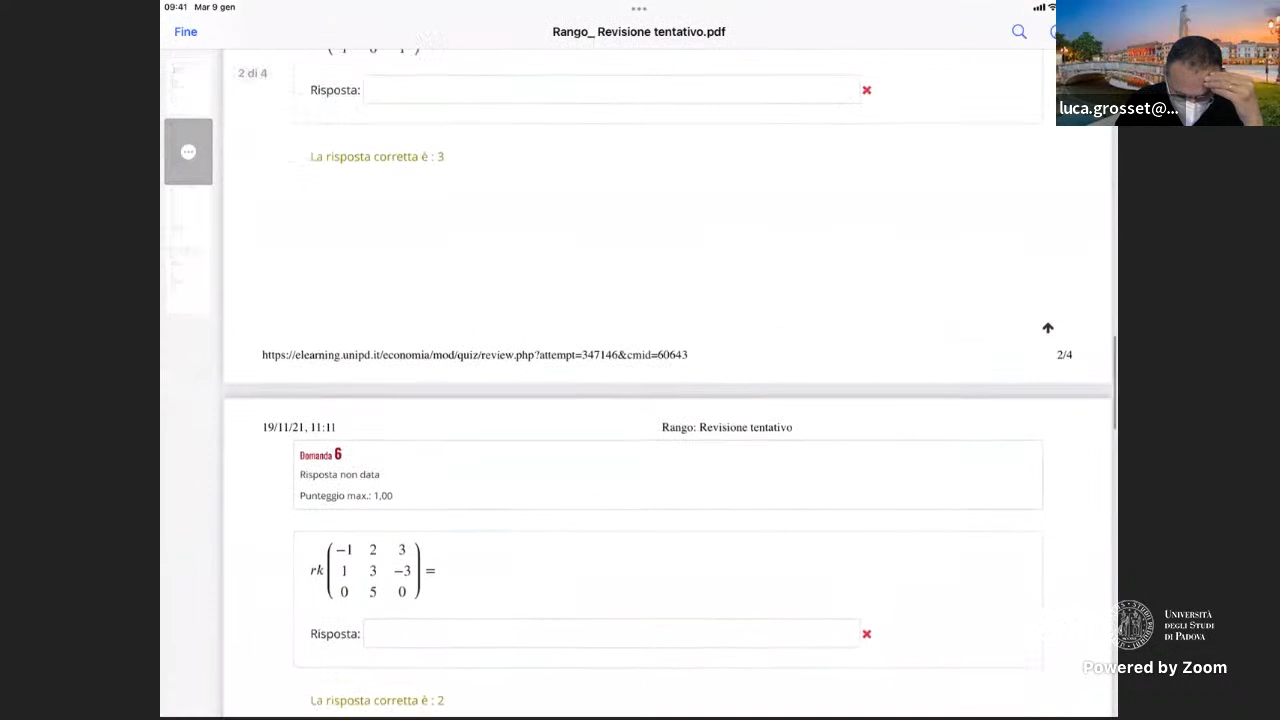 09:41 Mar 9 gen
Fine
Rango_ Revisione tentativo.pdf
luca.grosset@_...
2 di 4
Risposta:
La risposta corretta è : 3
https://elearning.unipd.it/economia/mod/quiz/review.php?attempt=347146&cmid=60643
2/4
19/11/21, 11:11
Rango: Revisione tentativo
Domanda 6
Risposta non data
Punteggio max.: 1,00
−1 2 3
rk 1 3 −3 =
0 5 0
Risposta:
La risposta corretta è : 2
UNIVERSITÀ
DEGLI STUDI
DI PADOVA
Powered by Zoom